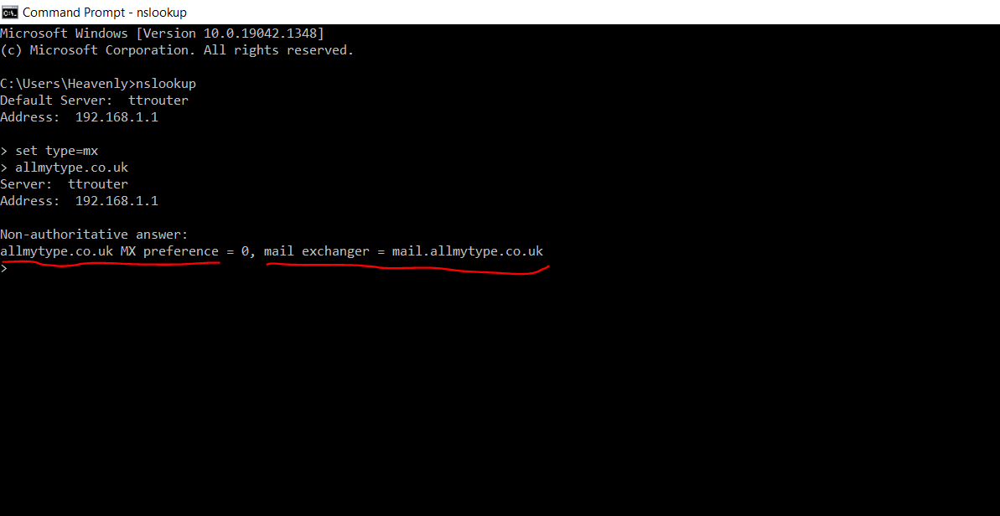 Command Prompt - nslookup
Microsoft Windows [Version 10.0.19042.1348]
(c) Microsoft Corporation. All rights reserved.
C:\Users\Heavenly>nslookup
Default Server:  ttrouter
Address:  192.168.1.1
> set type=mx
> allmytype.co.uk
Server:  ttrouter
Address:  192.168.1.1
Non-authoritative answer:
allmytype.co.uk MX preference = 0, mail exchanger = mail.allmytype.co.uk
>